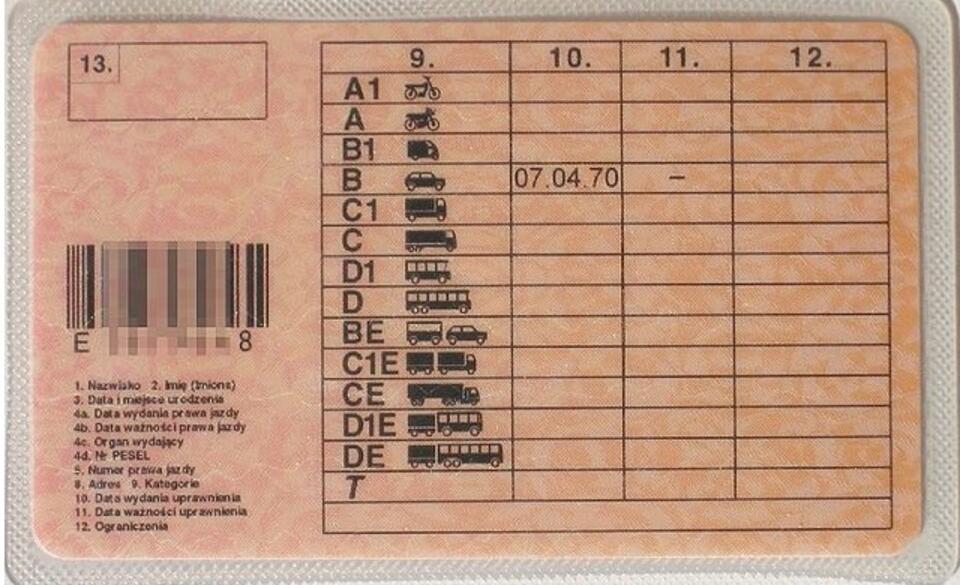 13.
9. 10. 11. 12.
A1
A
B1
B 07.04.70 –
C1
C
D1
D
BE
C1E
CE
D1E
DE
T
E 8
1. Nazwisko 2. Imię (Imiona)
3. Data i miejsce urodzenia
4a. Data wydania prawa jazdy
4b. Data ważności prawa jazdy
4c. Organ wydający
4d. Nr PESEL
5. Numer prawa jazdy
8. Adres 9. Kategorie
10. Data wydania uprawnienia
11. Data ważności uprawnienia
12. Ograniczenia